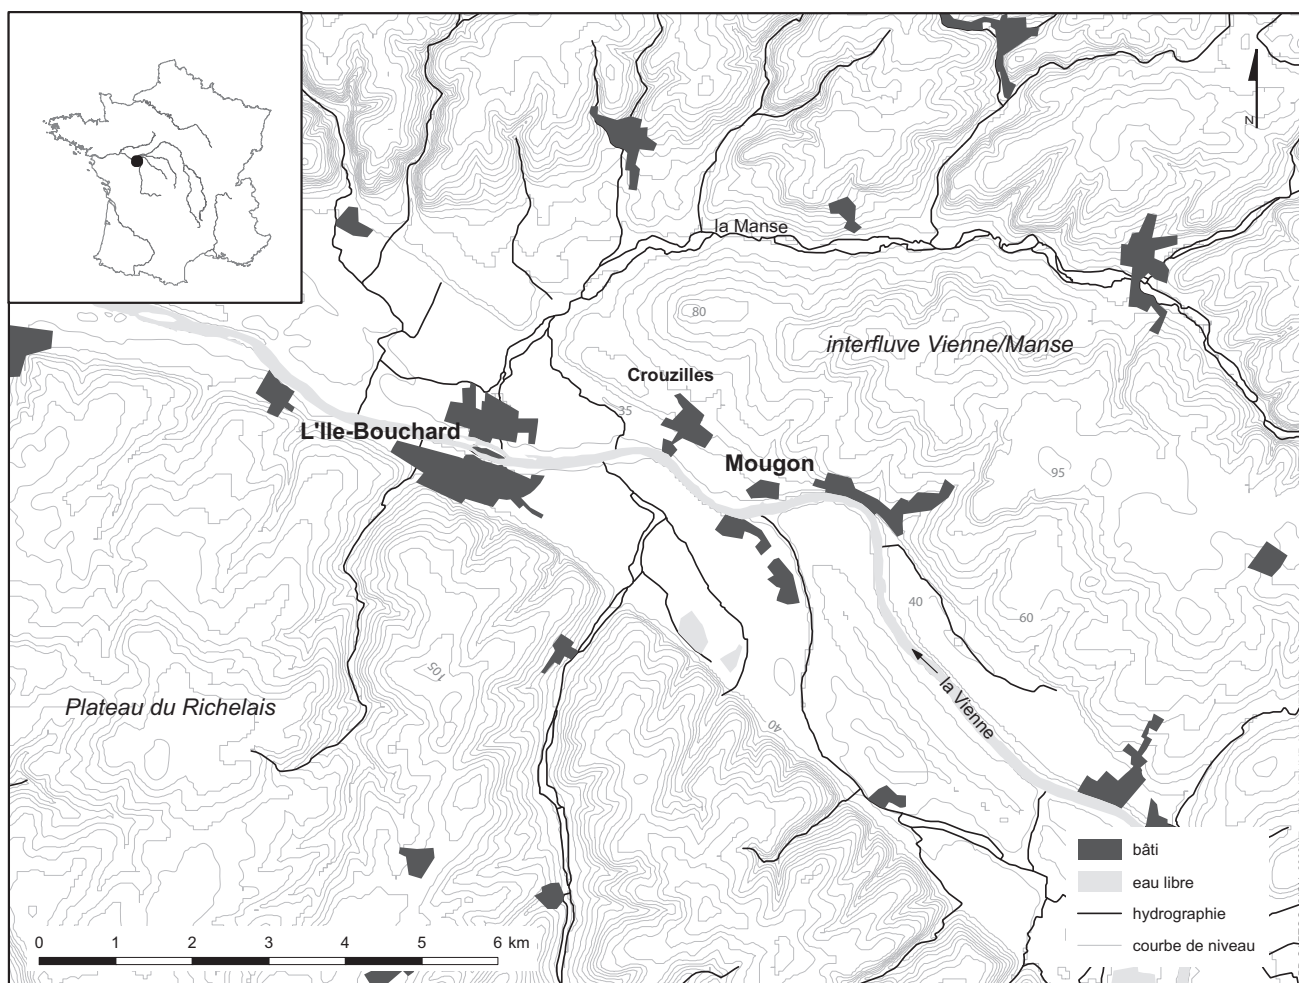 N
la Manse
80
interfluve Vienne/Manse
Crouzilles
35
L'Ile-Bouchard
Mougon
95
40
60
105
Plateau du Richelais
la Vienne
40
bâti
eau libre
hydrographie
courbe de niveau
0 1 2 3 4 5 6 km